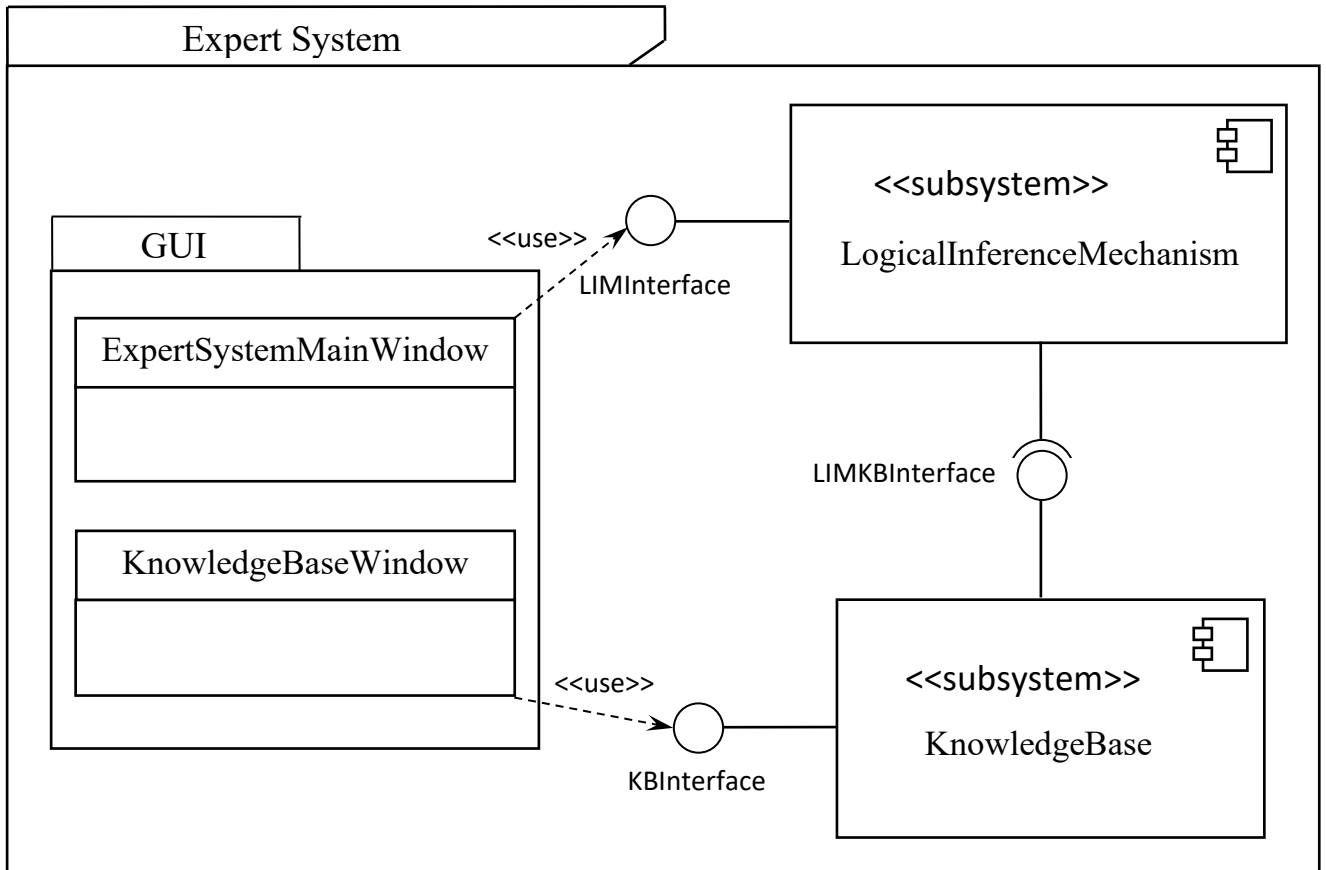 Expert System
<<subsystem>>
LogicalInferenceMechanism
<<use>>
LIMInterface
GUI
ExpertSystemMainWindow
LIMKBInterface
KnowledgeBaseWindow
<<use>>
KBInterface
<<subsystem>>
KnowledgeBase